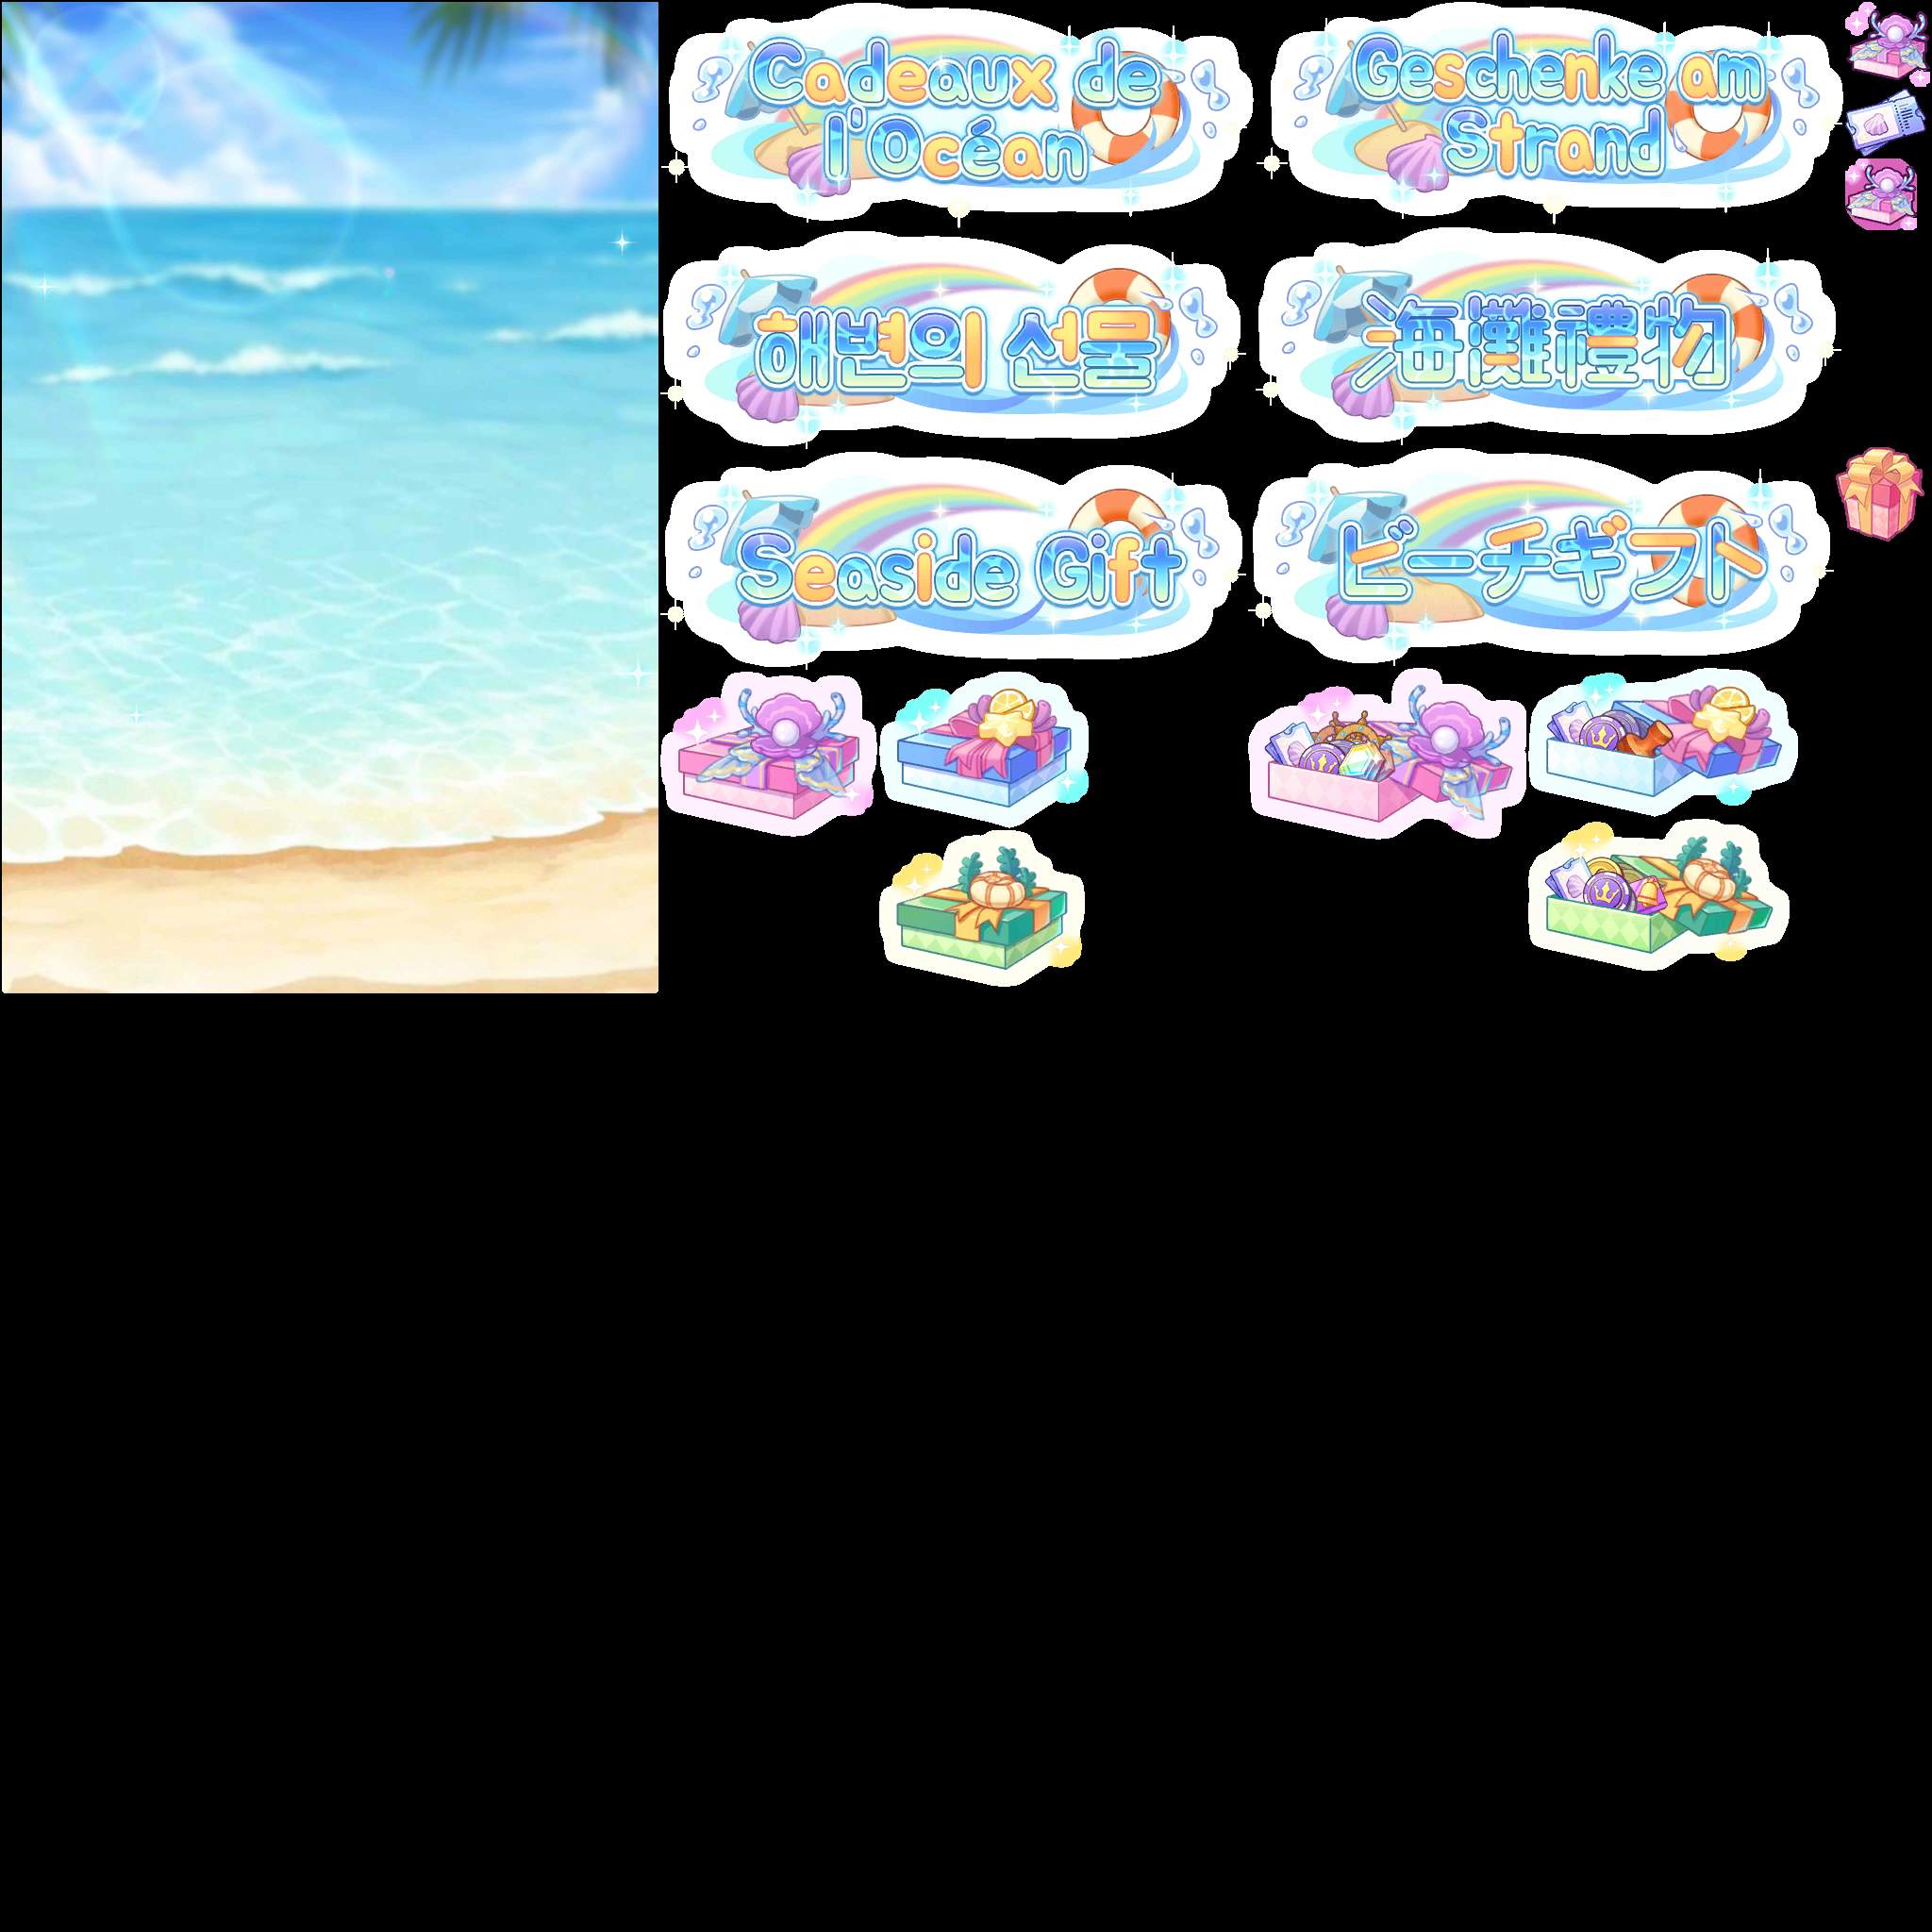 Cadeaux de
l'Océan
Geschenke am
Strand
해변의 선물
海灘禮物
Seaside Gift
ビーチギフト